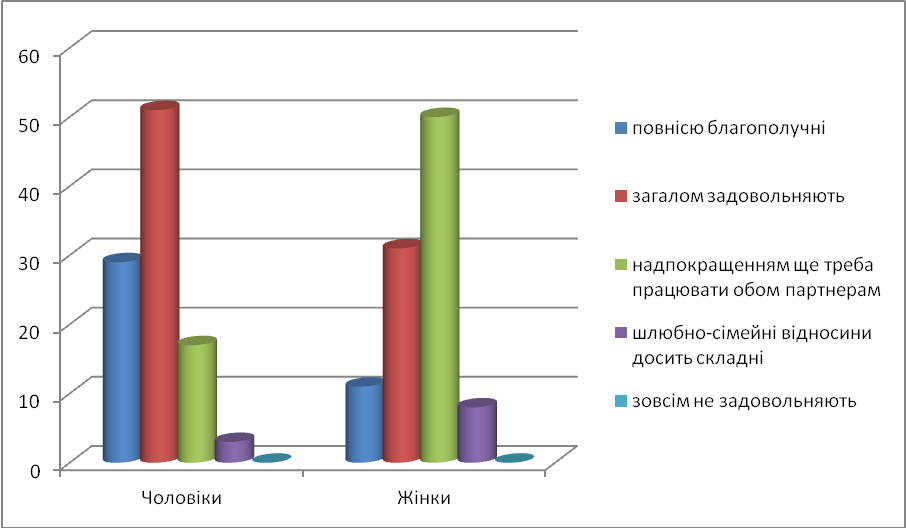 60
50
40
30
20
10
0
Чоловіки
Жінки
повнісю благополучні
загалом задовольняють
надпокращенням ще треба
працювати обом партнерам
шлюбно-сімейні відносини
досить складні
зовсім не задовольняють